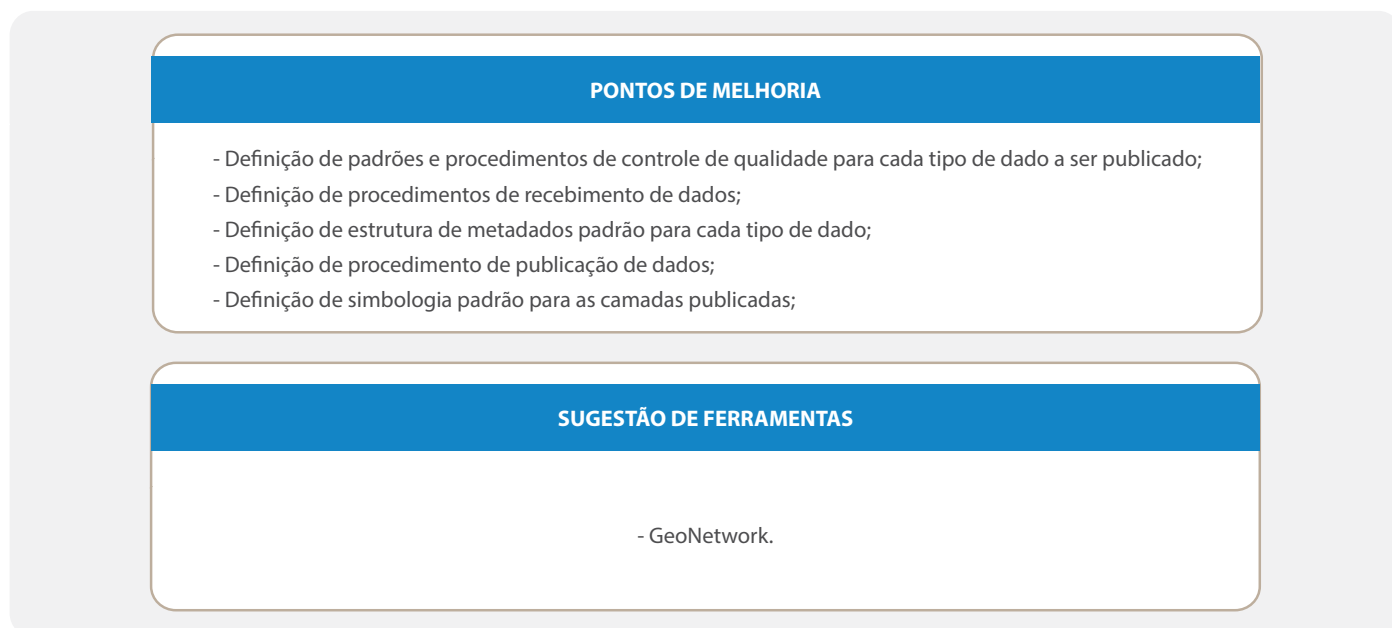 PONTOS DE MELHORIA
- Definição de padrões e procedimentos de controle de qualidade para cada tipo de dado a ser publicado;
- Definição de procedimentos de recebimento de dados;
- Definição de estrutura de metadados padrão para cada tipo de dado;
- Definição de procedimento de publicação de dados;
- Definição de simbologia padrão para as camadas publicadas;
SUGESTÃO DE FERRAMENTAS
- GeoNetwork.